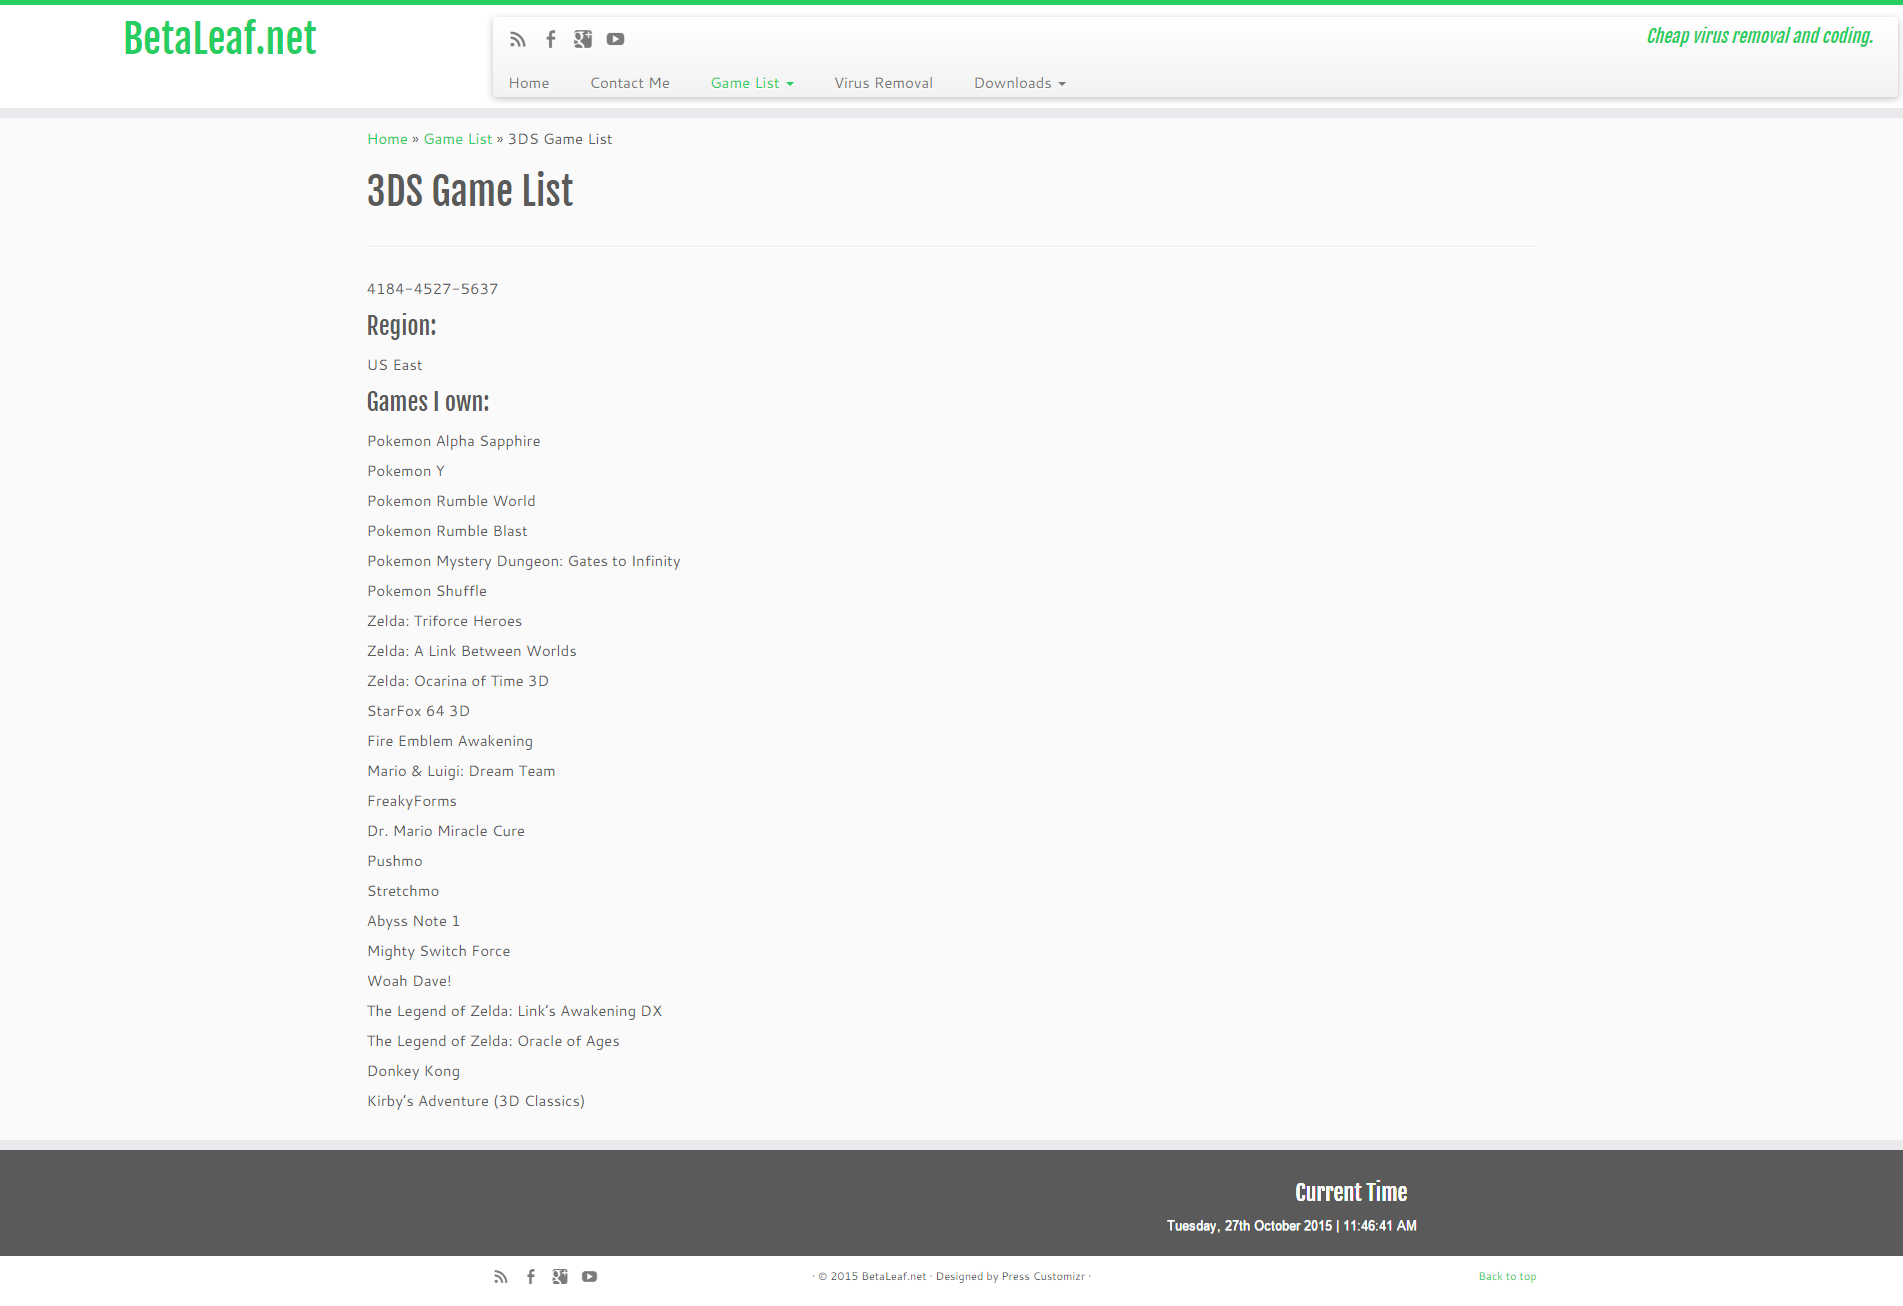 BetaLeaf.net
Cheap virus removal and coding.
Home Contact Me Game List Virus Removal Downloads
Home » Game List » 3DS Game List
3DS Game List
4184-4527-5637
Region:
US East
Games I own:
Pokemon Alpha Sapphire
Pokemon Y
Pokemon Rumble World
Pokemon Rumble Blast
Pokemon Mystery Dungeon: Gates to Infinity
Pokemon Shuffle
Zelda: Triforce Heroes
Zelda: A Link Between Worlds
Zelda: Ocarina of Time 3D
StarFox 64 3D
Fire Emblem Awakening
Mario & Luigi: Dream Team
FreakyForms
Dr. Mario Miracle Cure
Pushmo
Stretchmo
Abyss Note 1
Mighty Switch Force
Woah Dave!
The Legend of Zelda: Link’s Awakening DX
The Legend of Zelda: Oracle of Ages
Donkey Kong
Kirby’s Adventure (3D Classics)
Current Time
Tuesday, 27th October 2015 | 11:46:41 AM
· © 2015 BetaLeaf.net · Designed by Press Customizr ·
Back to top